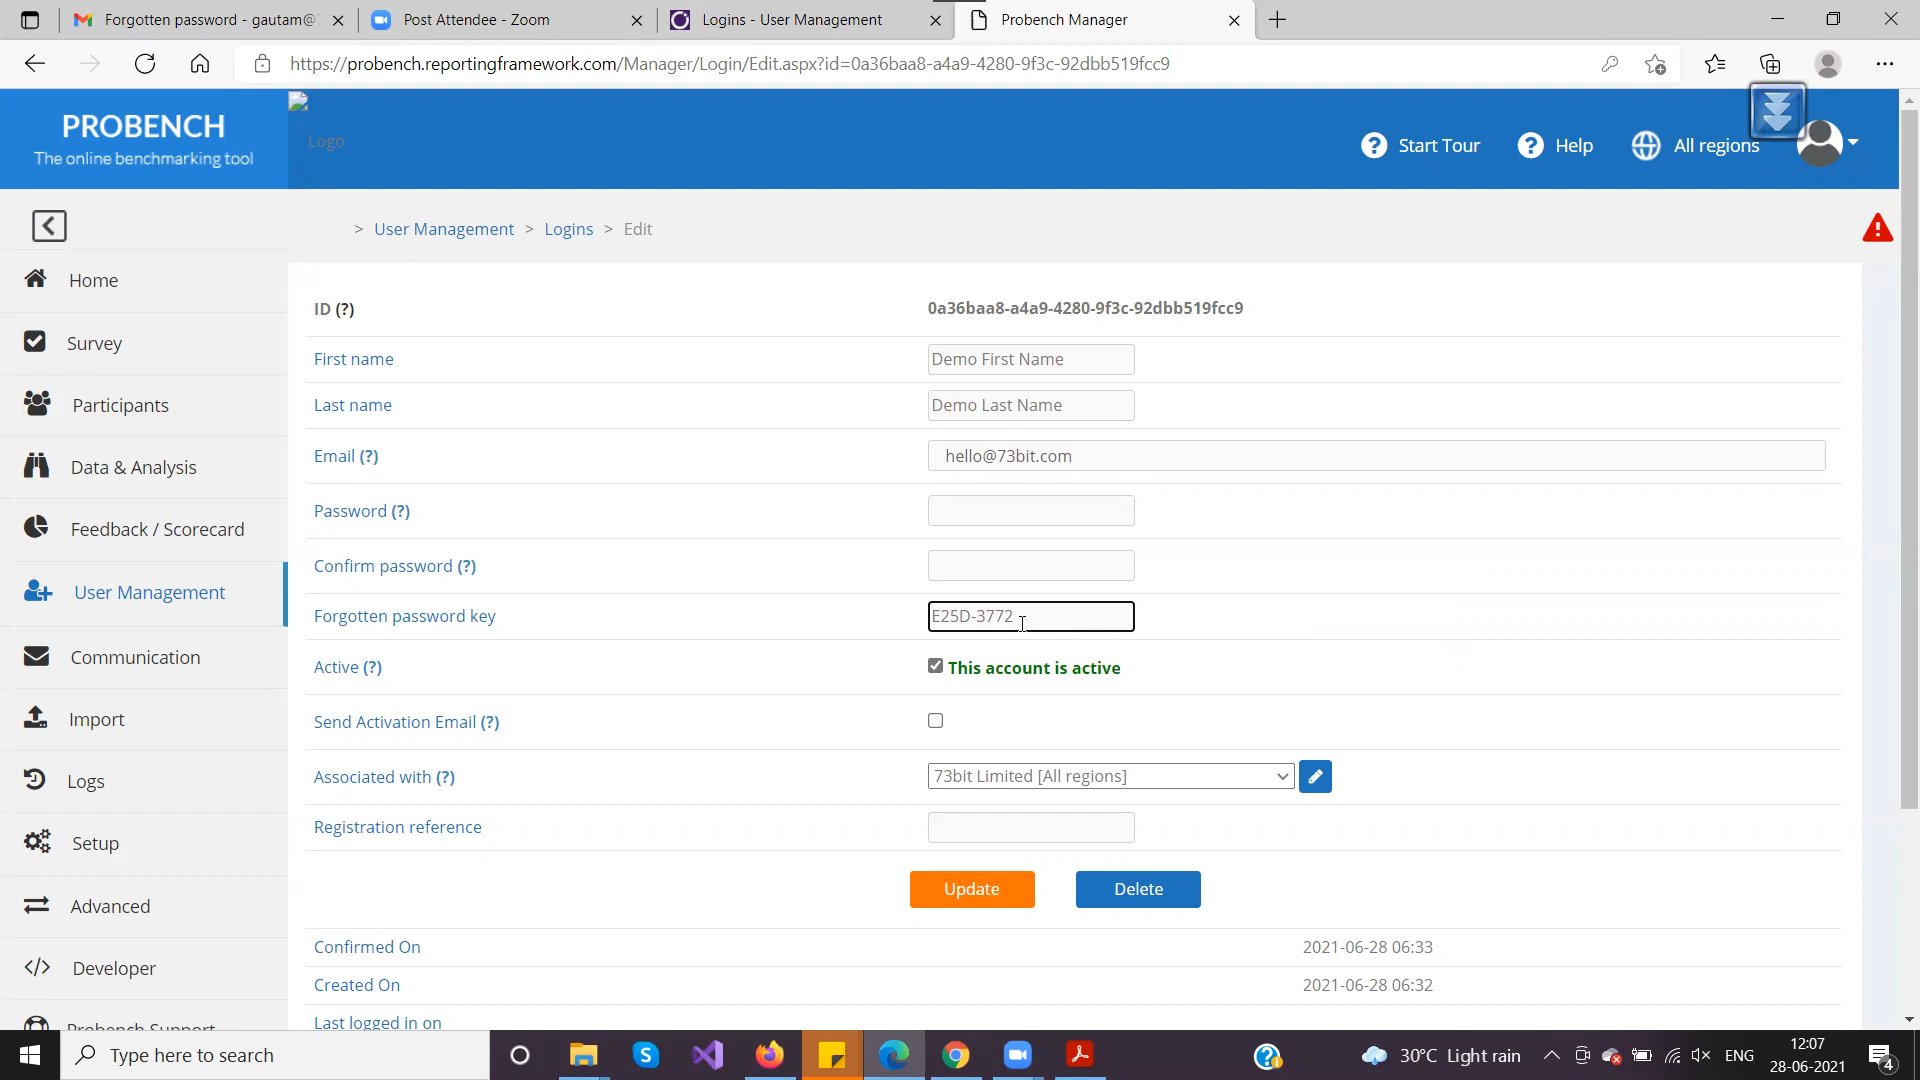 Forgotten password - gautam@
Post Attendee - Zoom
Logins - User Management
Probench Manager
https://probench.reportingframework.com/Manager/Login/Edit.aspx?id=0a36baa8-a4a9-4280-9f3c-92dbb519fcc9
PROBENCH
The online benchmarking tool
Logo
? Start Tour
? Help
All regions
> User Management > Logins > Edit
Home
Survey
Participants
Data & Analysis
Feedback / Scorecard
User Management
Communication
Import
Logs
Setup
Advanced
Developer
Probench Support
ID (?) 0a36baa8-a4a9-4280-9f3c-92dbb519fcc9
First name Demo First Name
Last name Demo Last Name
Email (?) hello@73bit.com
Password (?)
Confirm password (?)
Forgotten password key E25D-3772
Active (?) This account is active
Send Activation Email (?)
Associated with (?) 73bit Limited [All regions]
Registration reference
Update Delete
Confirmed On 2021-06-28 06:33
Created On 2021-06-28 06:32
Last logged in on
Type here to search
30°C Light rain
ENG
12:07
28-06-2021
4